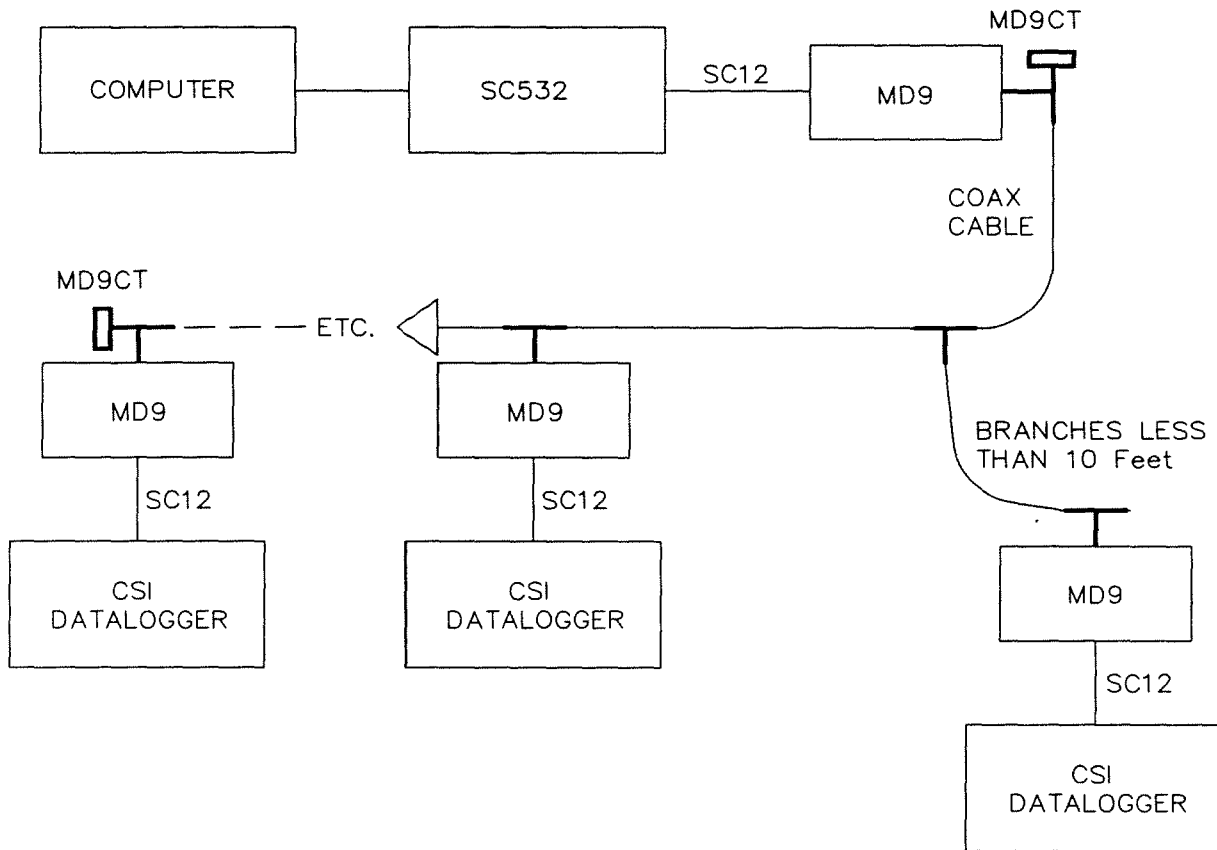 MD9CT
COMPUTER
SC532
SC12
MD9
COAX
CABLE
MD9CT
ETC.
MD9
MD9
BRANCHES LESS
THAN 10 Feet
SC12
SC12
CSI
DATALOGGER
CSI
DATALOGGER
MD9
SC12
CSI
DATALOGGER